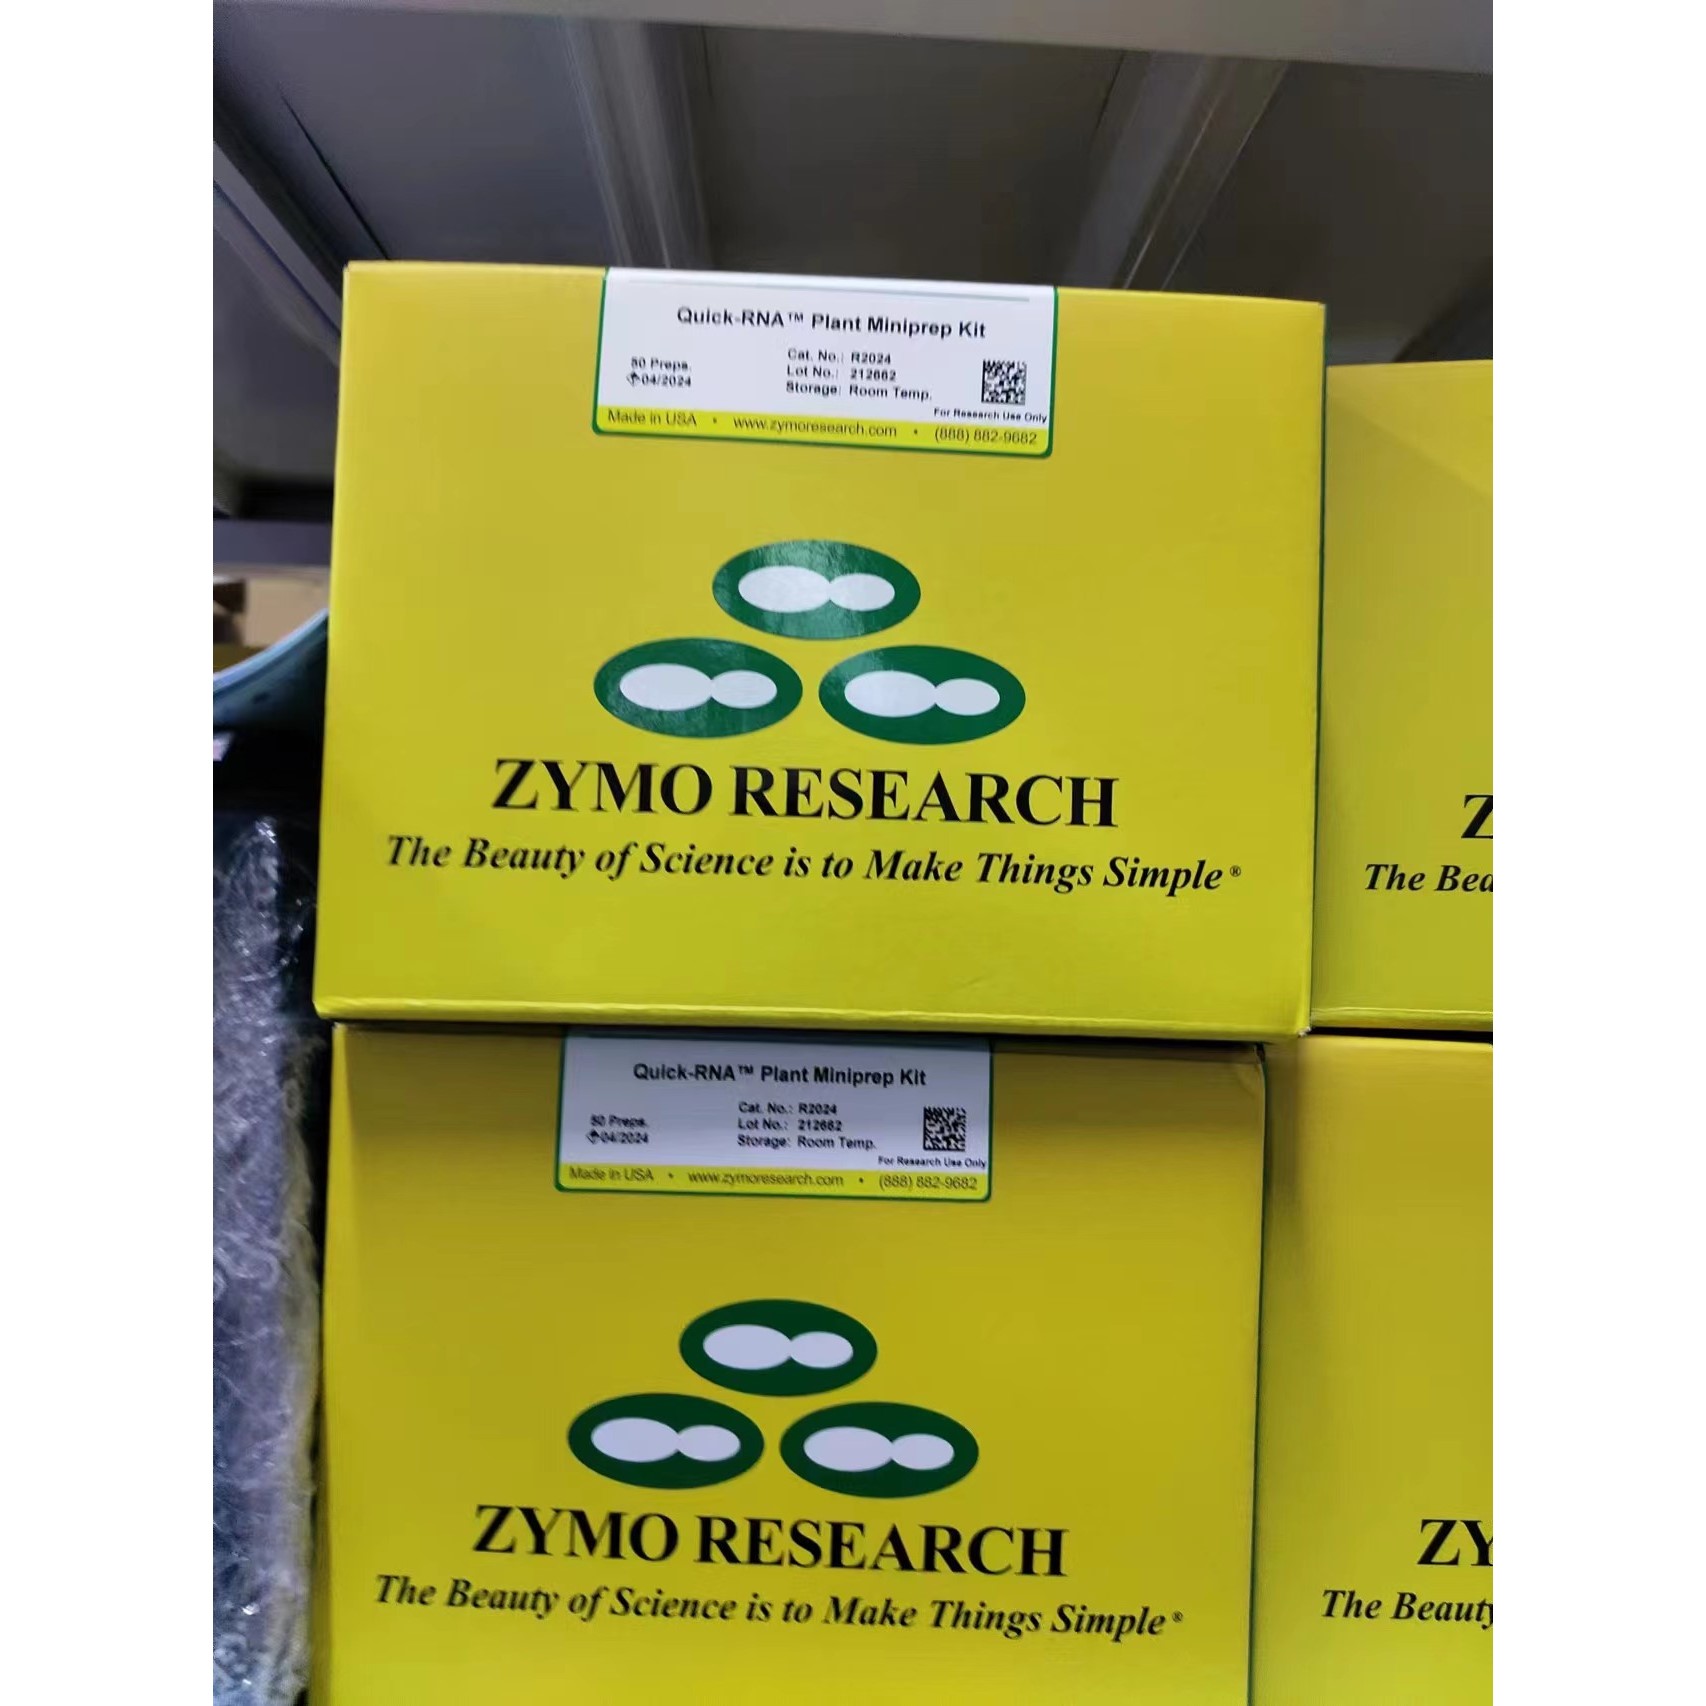 Quick-RNA™ Plant Miniprep Kit
50 Preps.
04/2024
Cat. No.: R2024
Lot No.: 212662
Storage: Room Temp.
For Research Use Only
Made in USA • www.zymoresearch.com • (888) 882-9682
ZYMO RESEARCH
The Beauty of Science is to Make Things Simple®
Z
The Bea
Quick-RNA™ Plant Miniprep Kit
50 Preps.
04/2024
Cat. No.: R2024
Lot No.: 212662
Storage: Room Temp.
For Research Use Only
Made in USA • www.zymoresearch.com • (888) 882-9682
ZYMO RESEARCH
The Beauty of Science is to Make Things Simple®
ZY
The Beauty